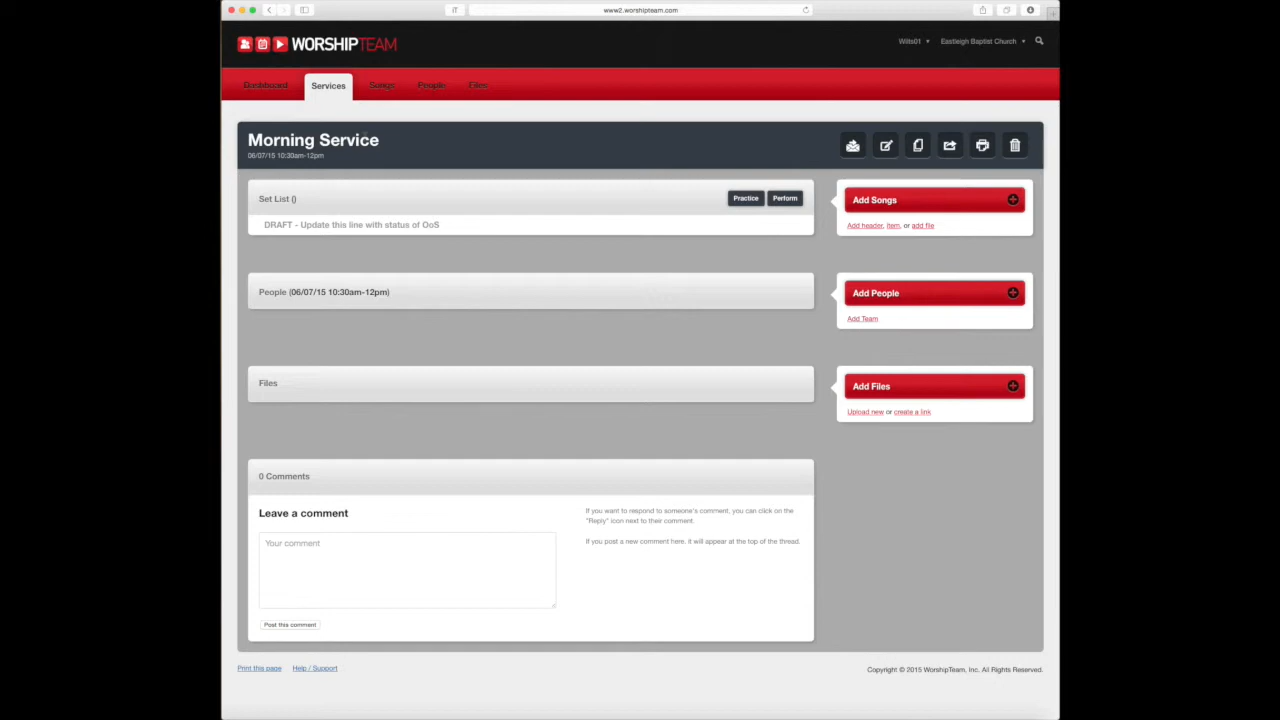 iT
www2.worshipteam.com
WORSHIPTEAM
Wills01 Eastleigh Baptist Church
Dashboard Services Songs People Files
Morning Service
06/07/15 10:30am-12pm
Set List () Practice Perform
DRAFT - Update this line with status of OoS
Add Songs
Add header, item, or add file
People (06/07/15 10:30am-12pm)
Add People
Add Team
Files
Add Files
Upload new or create a link
0 Comments
Leave a comment
Your comment
Post this comment
If you want to respond to someone's comment, you can click on the
"Reply" icon next to their comment.
If you post a new comment here, it will appear at the top of the thread.
Print this page Help / Support
Copyright © 2015 WorshipTeam, Inc. All Rights Reserved.